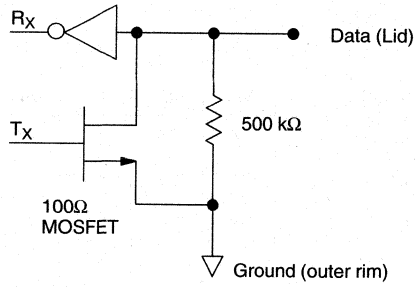 RX
Data (Lid)
500 kΩ
TX
100Ω
MOSFET
Ground (outer rim)